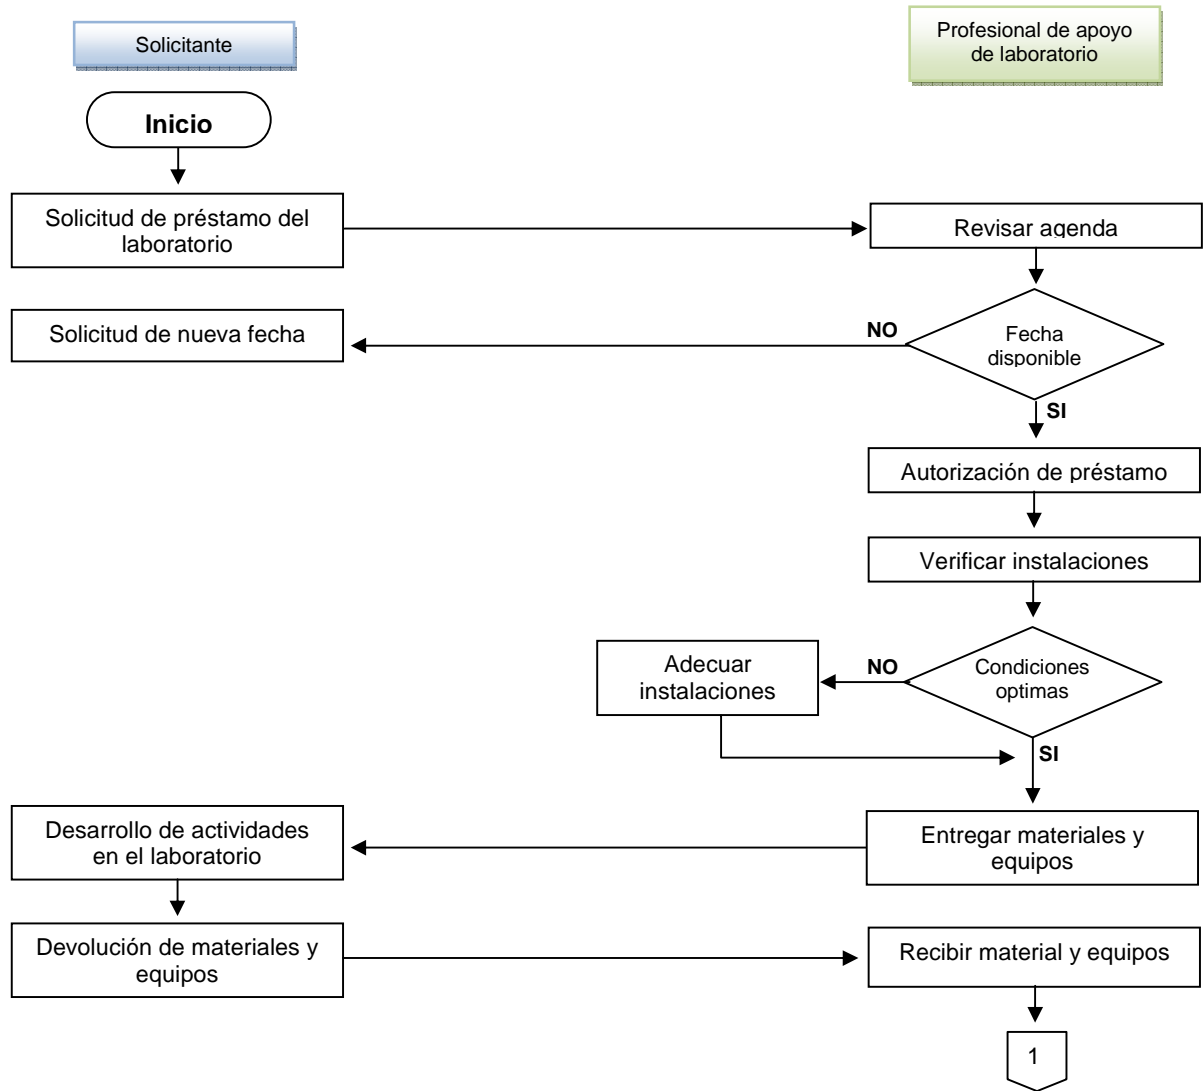 Solicitante
Profesional de apoyo
de laboratorio
Inicio
Solicitud de préstamo del
laboratorio
Revisar agenda
Solicitud de nueva fecha
NO
Fecha
disponible
SI
Autorización de préstamo
Verificar instalaciones
Adecuar
instalaciones
NO
Condiciones
optimas
SI
Desarrollo de actividades
en el laboratorio
Entregar materiales y
equipos
Devolución de materiales y
equipos
Recibir material y equipos
1